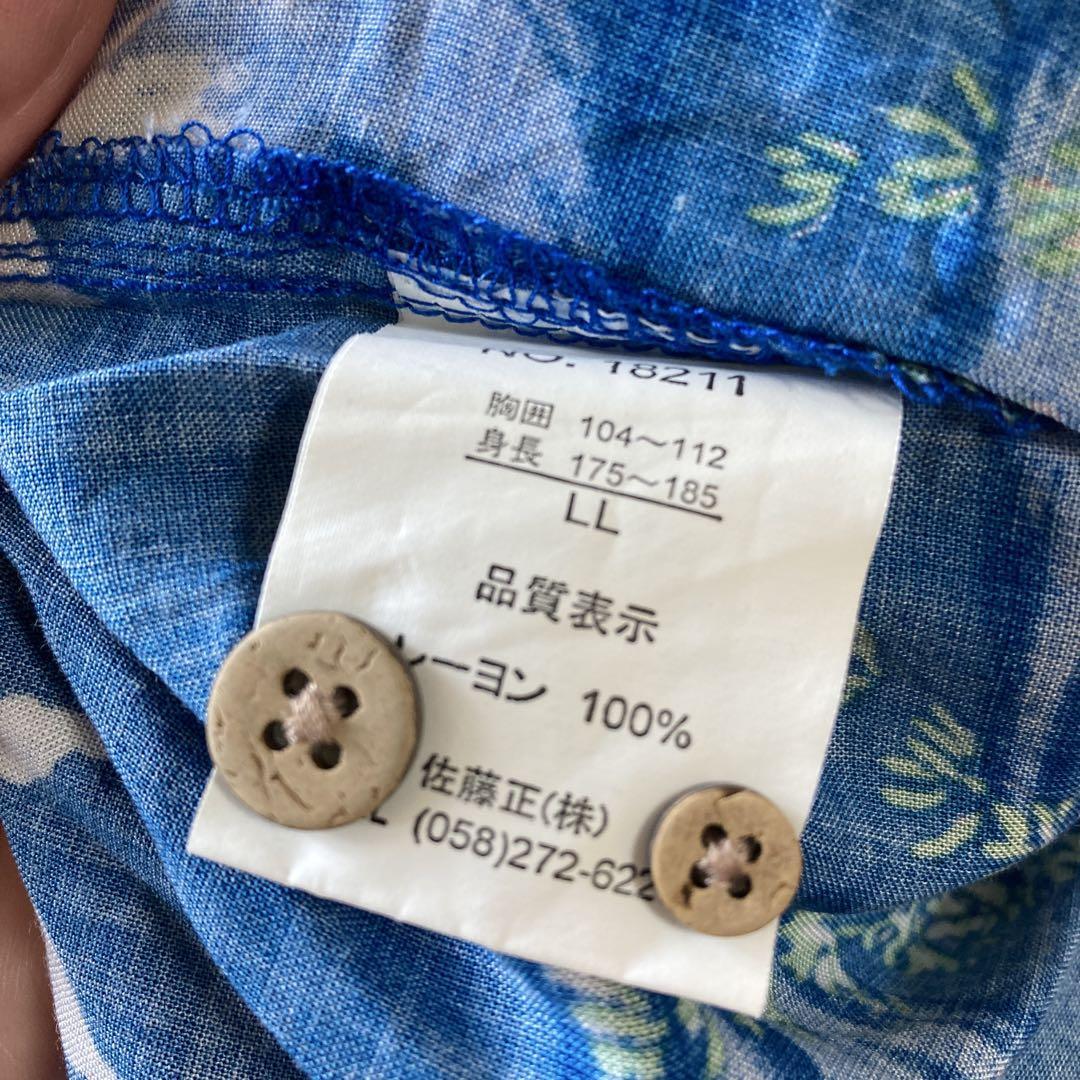 NO. 18211
胸囲 104～112
身長 175～185
LL
品質表示
レーヨン 100%
佐藤正(株)
(058)272-622